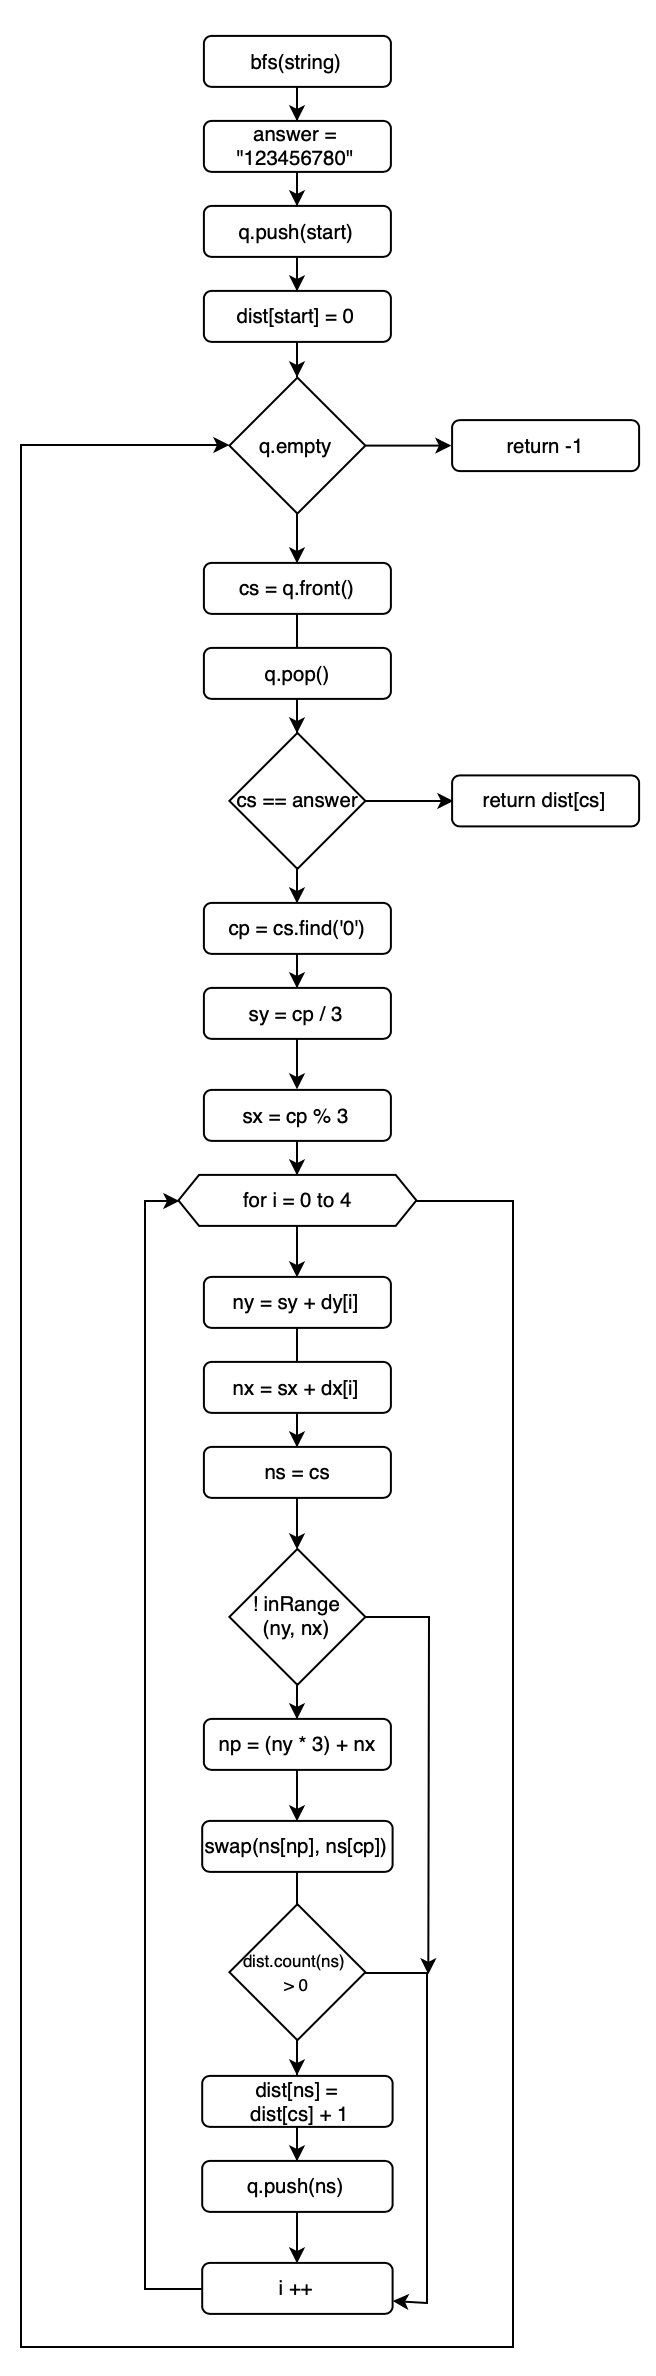 bfs(string)
answer =
"123456780"
q.push(start)
dist[start] = 0
q.empty
return -1
cs = q.front()
q.pop()
cs == answer
return dist[cs]
cp = cs.find('0')
sy = cp / 3
sx = cp % 3
for i = 0 to 4
ny = sy + dy[i]
nx = sx + dx[i]
ns = cs
! inRange
(ny, nx)
np = (ny * 3) + nx
swap(ns[np], ns[cp])
dist.count(ns)
> 0
dist[ns] =
dist[cs] + 1
q.push(ns)
i ++